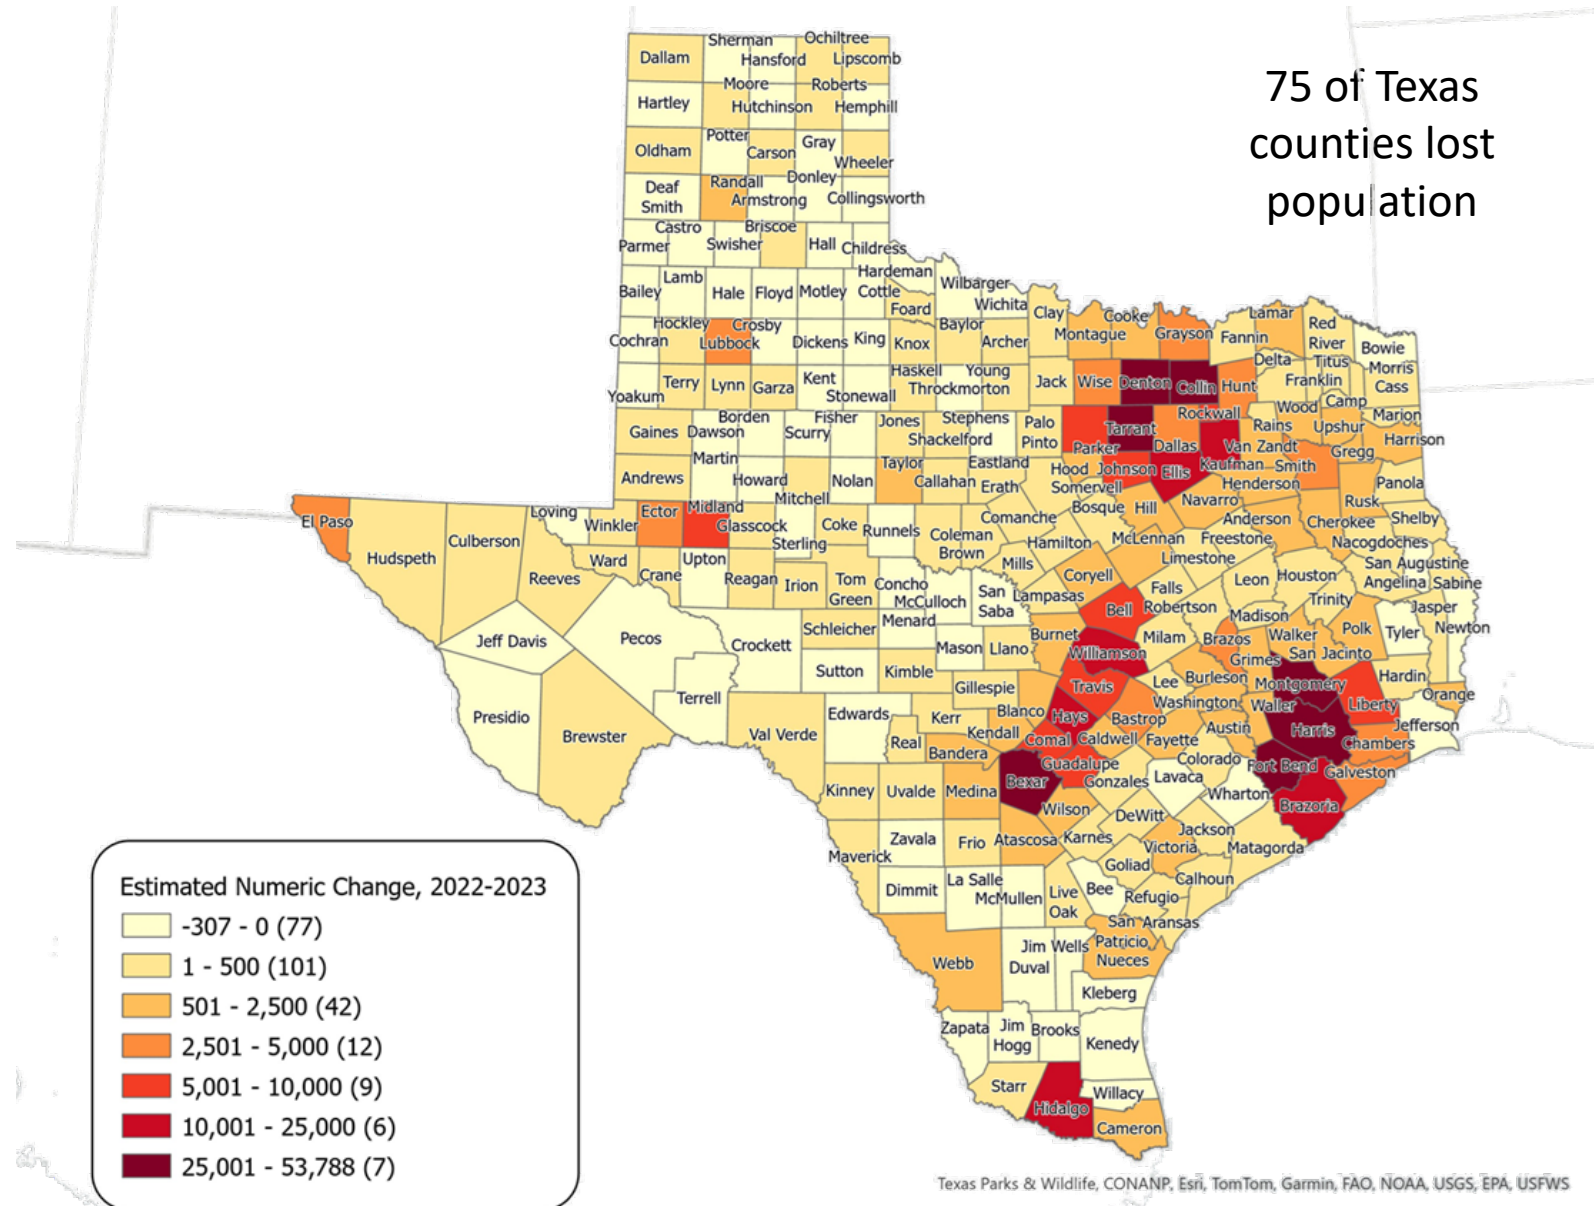 75 of Texas
counties lost
population
Sherman
Ochiltree
Dallam
Hansford
Lipscomb
Moore
Roberts
Hartley
Hutchinson
Hemphill
Potter
Gray
Oldham
Carson
Wheeler
Deaf
Smith
Randall
Donley
Armstrong
Collingsworth
Castro
Briscoe
Parmer
Swisher
Hall
Childress
Lamb
Hardeman
Wilbarger
Bailey
Hale
Floyd
Motley
Cottle
Foard
Wichita
Clay
Hockley
Crosby
Cochran
Lubbock
Dickens
King
Knox
Baylor
Archer
Montague
Cooke
Grayson
Fannin
Lamar
Red
River
Bowie
Delta
Titus
Morris
Franklin
Cass
Yoakum
Terry
Lynn
Garza
Kent
Stonewall
Haskell
Throckmorton
Young
Jack
Wise
Denton
Collin
Hunt
Rockwall
Wood
Camp
Marion
Rains
Upshur
Harrison
Gaines
Dawson
Borden
Scurry
Fisher
Jones
Shackelford
Stephens
Palo
Pinto
Parker
Tarrant
Dallas
Van Zandt
Gregg
Andrews
Martin
Howard
Mitchell
Nolan
Taylor
Callahan
Eastland
Erath
Hood
Somervell
Johnson
Ellis
Kaufman
Smith
Henderson
Rusk
Panola
El Paso
Hudspeth
Culberson
Loving
Winkler
Ector
Midland
Glasscock
Sterling
Coke
Runnels
Coleman
Brown
Comanche
Hamilton
Bosque
Hill
Navarro
Anderson
Cherokee
Shelby
Nacogdoches
Reeves
Ward
Crane
Upton
Reagan
Irion
Tom
Green
Concho
McCulloch
San
Saba
Mills
Lampasas
Coryell
McLennan
Limestone
Freestone
Falls
Leon
Houston
San Augustine
Angelina
Sabine
Jeff Davis
Pecos
Crockett
Schleicher
Menard
Mason
Llano
Burnet
Bell
Robertson
Milam
Madison
Trinity
Jasper
Newton
Brazos
Walker
Polk
Tyler
Presidio
Brewster
Terrell
Sutton
Kimble
Gillespie
Blanco
Williamson
Travis
Lee
Burleson
Grimes
San Jacinto
Montgomery
Hardin
Liberty
Orange
Val Verde
Edwards
Real
Kerr
Kendall
Bandera
Hays
Comal
Bastrop
Caldwell
Fayette
Washington
Austin
Waller
Harris
Jefferson
Chambers
Kinney
Uvalde
Medina
Bexar
Guadalupe
Gonzales
Lavaca
Colorado
Fort Bend
Galveston
Wharton
Brazoria
Wilson
Maverick
Zavala
Frio
Atascosa
Karnes
DeWitt
Victoria
Jackson
Matagorda
Goliad
Calhoun
Dimmit
La Salle
McMullen
Live
Oak
Bee
Refugio
San
Patricio
Aransas
Webb
Duval
Jim Wells
Nueces
Kleberg
Zapata
Jim
Hogg
Brooks
Kenedy
Starr
Hidalgo
Willacy
Cameron
Estimated Numeric Change, 2022-2023
-307 - 0 (77)
1 - 500 (101)
501 - 2,500 (42)
2,501 - 5,000 (12)
5,001 - 10,000 (9)
10,001 - 25,000 (6)
25,001 - 53,788 (7)
Texas Parks & Wildlife, CONANP, Esri, TomTom, Garmin, FAO, NOAA, USGS, EPA, USFWS